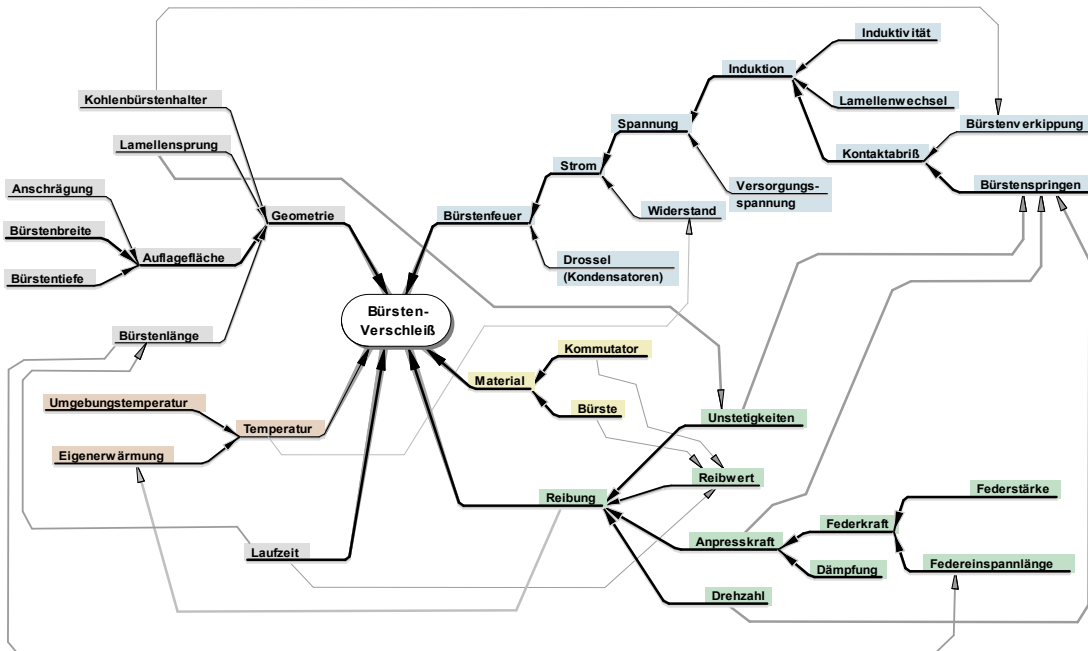 Induktivität
Induktion
Kohlenbürstenhalter
Lamellenwechsel
Spannung
Bürstenverkippung
Lamellensprung
Kontaktabriß
Strom
Anschrägung
Versorgungs-
spannung
Bürstenspringen
Geometrie
Bürstenfeuer
Widerstand
Bürstenbreite
Auflagefläche
Drossel
(Kondensatoren)
Bürstentiefe
Bürsten-
Verschleiß
Bürstenlänge
Kommutator
Material
Umgebungstemperatur
Bürste
Unstetigkeiten
Temperatur
Eigenerwärmung
Reibwert
Reibung
Federstärke
Federkraft
Laufzeit
Anpresskraft
Federeinspannlänge
Dämpfung
Drehzahl